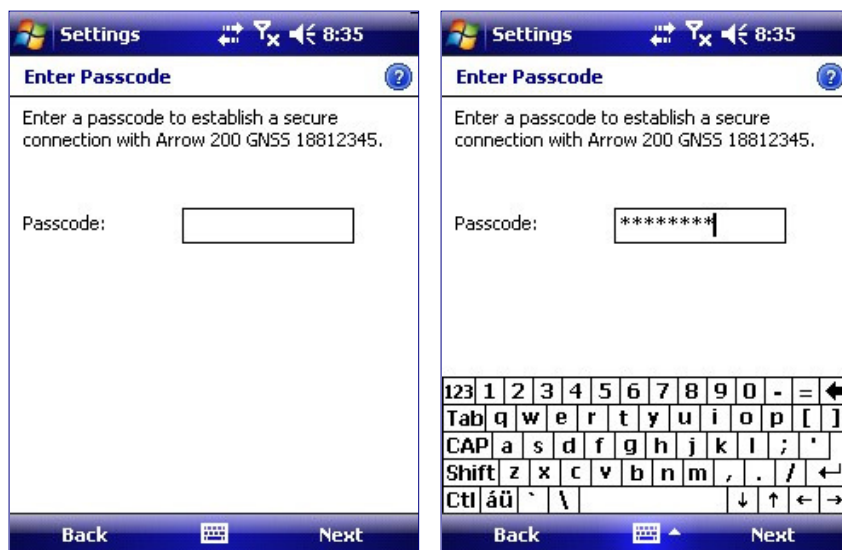 Settings 8:35
Enter Passcode ?
Enter a passcode to establish a secure
connection with Arrow 200 GNSS 18812345.
Passcode:
Back Next
Settings 8:35
Enter Passcode ?
Enter a passcode to establish a secure
connection with Arrow 200 GNSS 18812345.
Passcode: ********
123 1 2 3 4 5 6 7 8 9 0 - = 
Tab q w e r t y u i o p [ ]
CAP a s d f g h j k l ; '
Shift z x c v b n m , . / ↵
Ctl áü ` \ ↓ ↑ ← →
Back Next